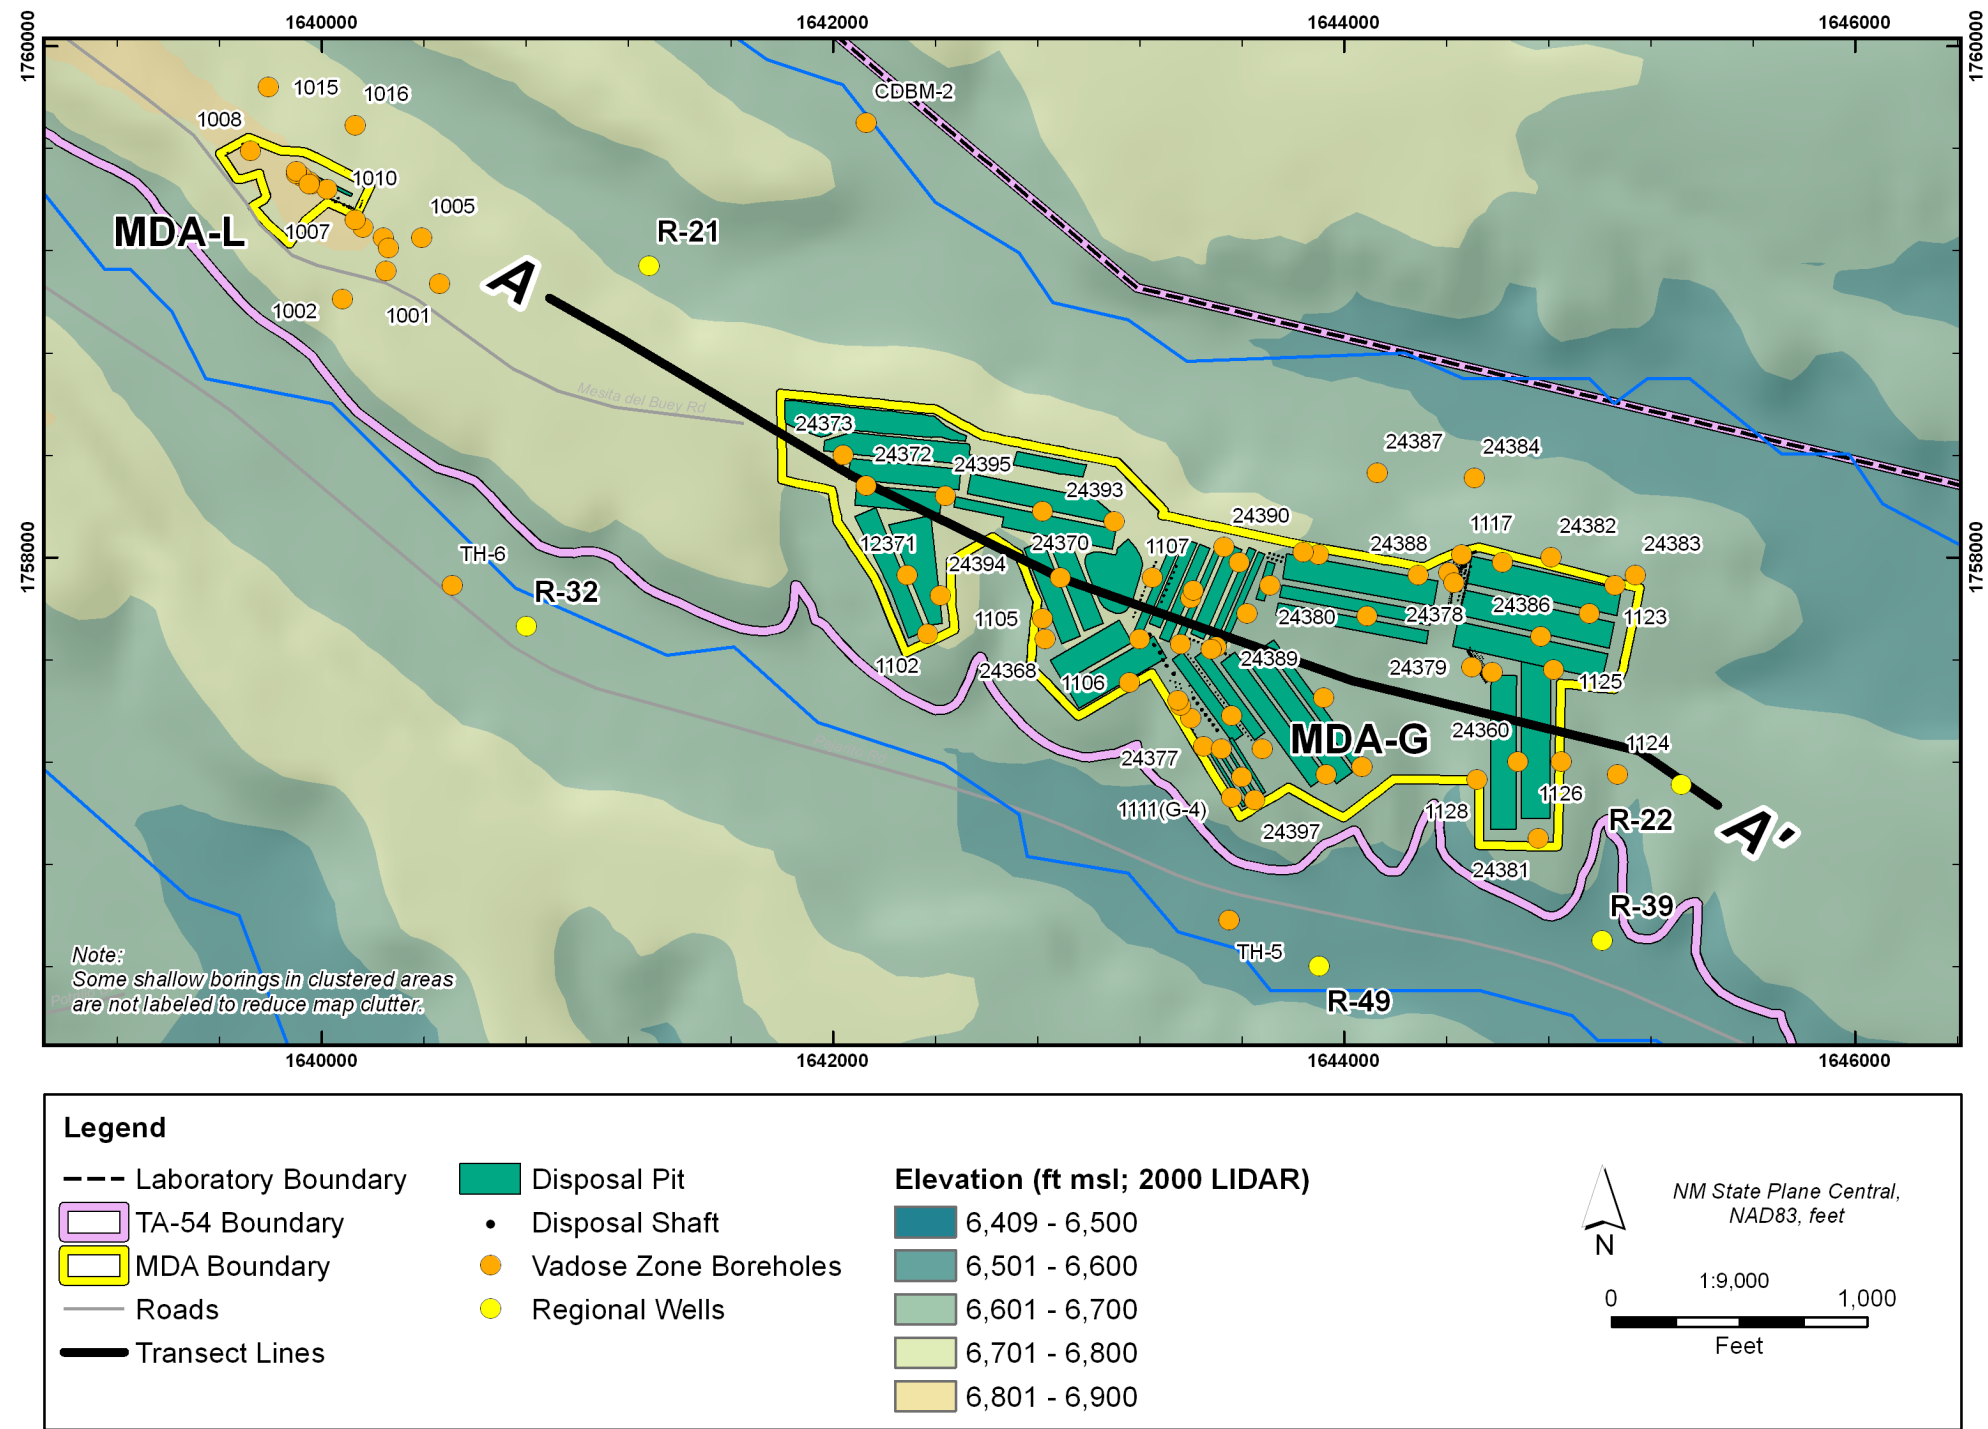 1640000
1642000
1644000
1646000
1760000
1760000
1015
1016
CDBM-2
1008
1010
1005
MDA-L
1007
R-21
A
1002
1001
Mesita del Buey Rd
24373
24372
24395
24387
24384
24393
24390
1117
24382
24388
24383
1758000
1758000
TH-6
R-32
12371
24370
1107
24394
1105
24380
24378
24386
1123
1102
24368
1106
24389
24379
1125
MDA-G
24360
1124
24377
1111(G-4)
24397
1128
1126
R-22
A'
24381
R-39
TH-5
R-49
Note:
Some shallow borings in clustered areas
are not labeled to reduce map clutter.
1640000
1642000
1644000
1646000
Legend
Laboratory Boundary
TA-54 Boundary
MDA Boundary
Roads
Transect Lines
Disposal Pit
Disposal Shaft
Vadose Zone Boreholes
Regional Wells
Elevation (ft msl; 2000 LIDAR)
6,409 - 6,500
6,501 - 6,600
6,601 - 6,700
6,701 - 6,800
6,801 - 6,900
N
NM State Plane Central,
NAD83, feet
1:9,000
0
1,000
Feet